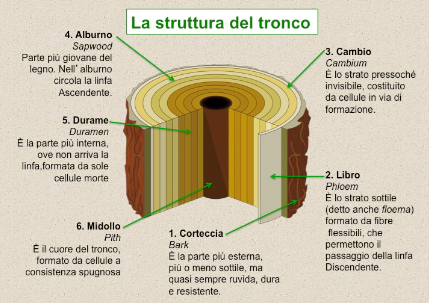 La struttura del tronco
4. Alburno
Sapwood
Parte più giovane del
legno. Nell'alburno
circola la linfa
Ascendente.
5. Durame
Duramen
È la parte più interna,
ove non arriva la
linfa,formata da sole
cellule morte
6. Midollo
Pith
È il cuore del tronco,
formato da cellule a
consistenza spugnosa
1. Corteccia
Bark
È la parte più esterna,
più o meno sottile, ma
quasi sempre ruvida, dura
e resistente.
3. Cambio
Cambium
È lo strato pressoché
invisibile, costituito
da cellule in via di
formazione.
2. Libro
Phloem
È lo strato sottile
(detto anche floema)
formato da fibre
flessibili, che
permettono il
passaggio della linfa
Discendente.